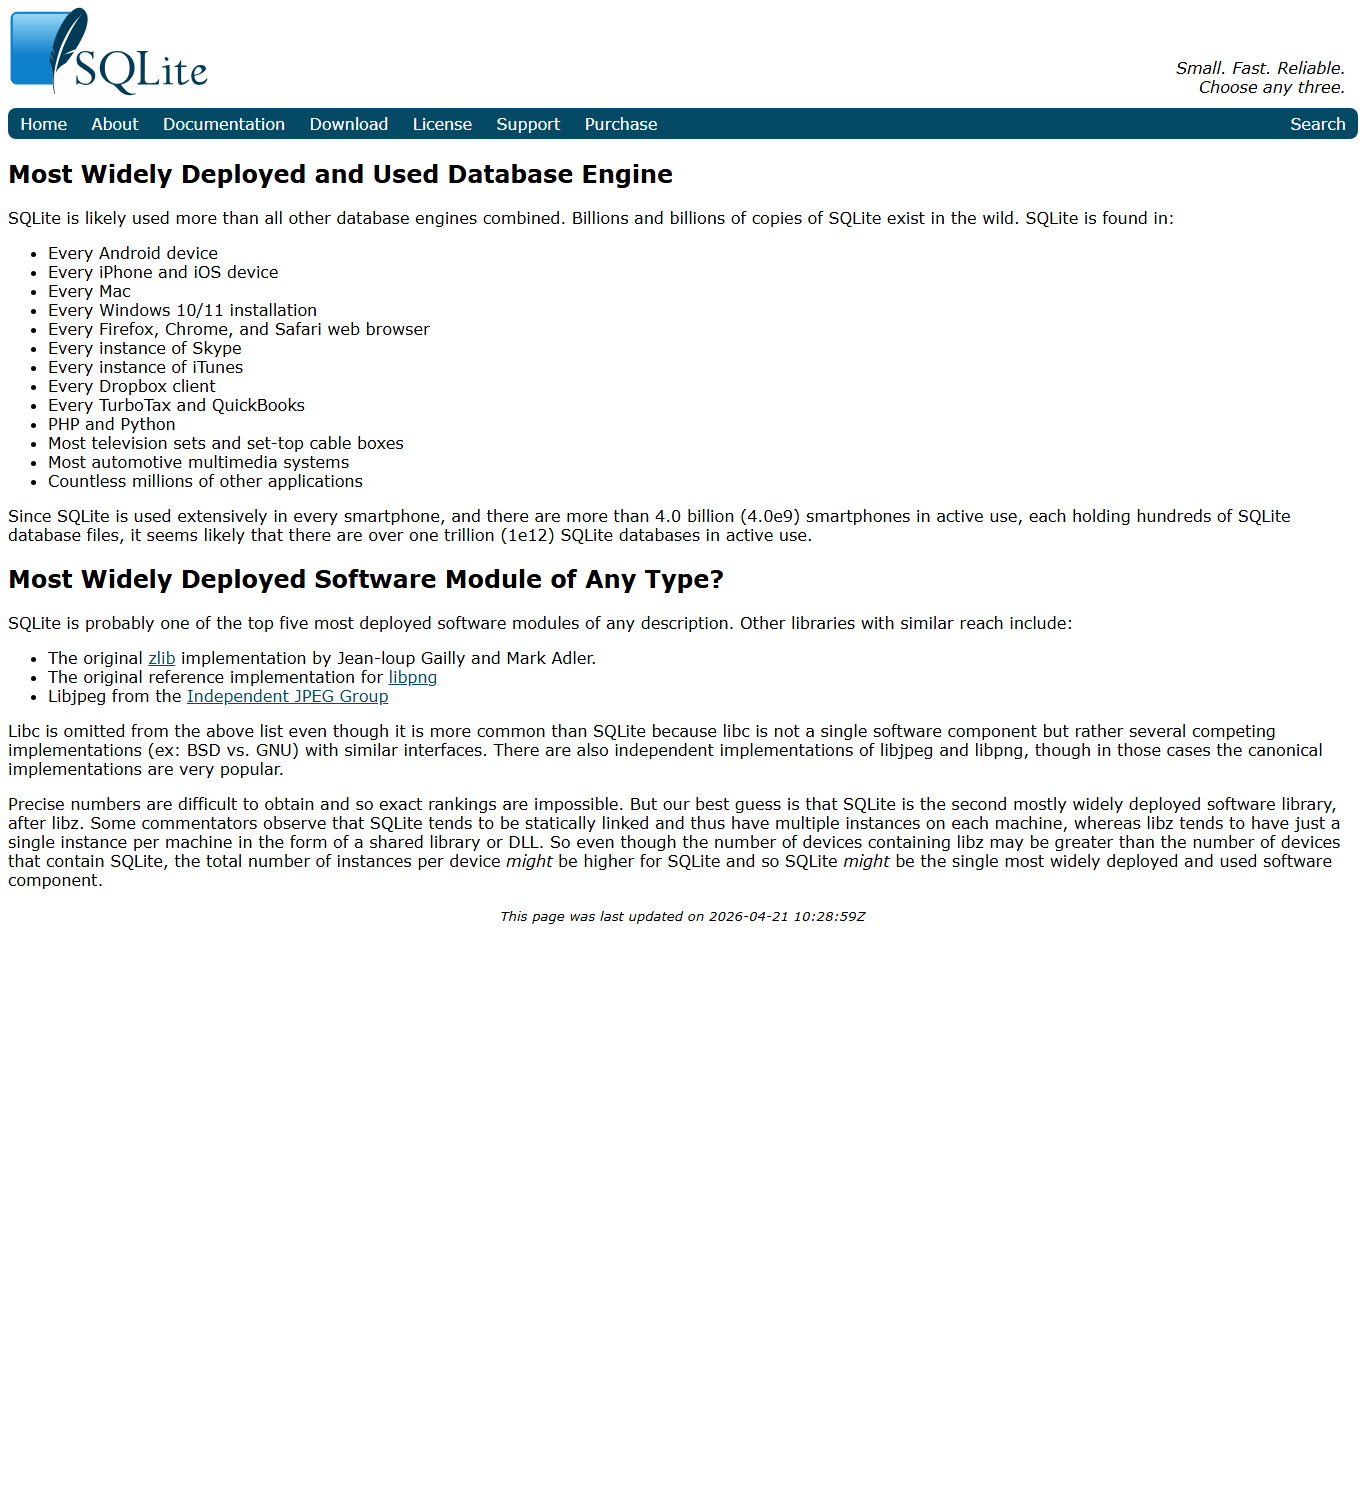 SQLite
Small. Fast. Reliable.
Choose any three.
Home About Documentation Download License Support Purchase Search
Most Widely Deployed and Used Database Engine
SQLite is likely used more than all other database engines combined. Billions and billions of copies of SQLite exist in the wild. SQLite is found in:
• Every Android device
• Every iPhone and iOS device
• Every Mac
• Every Windows 10/11 installation
• Every Firefox, Chrome, and Safari web browser
• Every instance of Skype
• Every instance of iTunes
• Every Dropbox client
• Every TurboTax and QuickBooks
• PHP and Python
• Most television sets and set-top cable boxes
• Most automotive multimedia systems
• Countless millions of other applications
Since SQLite is used extensively in every smartphone, and there are more than 4.0 billion (4.0e9) smartphones in active use, each holding hundreds of SQLite
database files, it seems likely that there are over one trillion (1e12) SQLite databases in active use.
Most Widely Deployed Software Module of Any Type?
SQLite is probably one of the top five most deployed software modules of any description. Other libraries with similar reach include:
• The original zlib implementation by Jean-loup Gailly and Mark Adler.
• The original reference implementation for libpng
• Libjpeg from the Independent JPEG Group
Libc is omitted from the above list even though it is more common than SQLite because libc is not a single software component but rather several competing
implementations (ex: BSD vs. GNU) with similar interfaces. There are also independent implementations of libjpeg and libpng, though in those cases the canonical
implementations are very popular.
Precise numbers are difficult to obtain and so exact rankings are impossible. But our best guess is that SQLite is the second mostly widely deployed software library,
after libz. Some commentators observe that SQLite tends to be statically linked and thus have multiple instances on each machine, whereas libz tends to have just a
single instance per machine in the form of a shared library or DLL. So even though the number of devices containing libz may be greater than the number of devices
that contain SQLite, the total number of instances per device might be higher for SQLite and so SQLite might be the single most widely deployed and used software
component.
This page was last updated on 2026-04-21 10:28:59Z